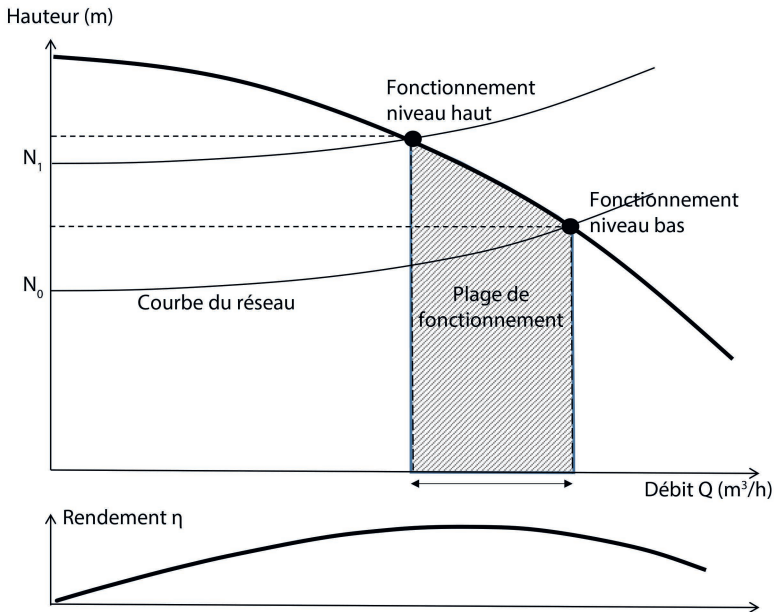 Hauteur (m)
Fonctionnement
niveau haut
N₁
Fonctionnement
niveau bas
N₀
Courbe du réseau
Plage de
fonctionnement
Débit Q (m³/h)
Rendement η